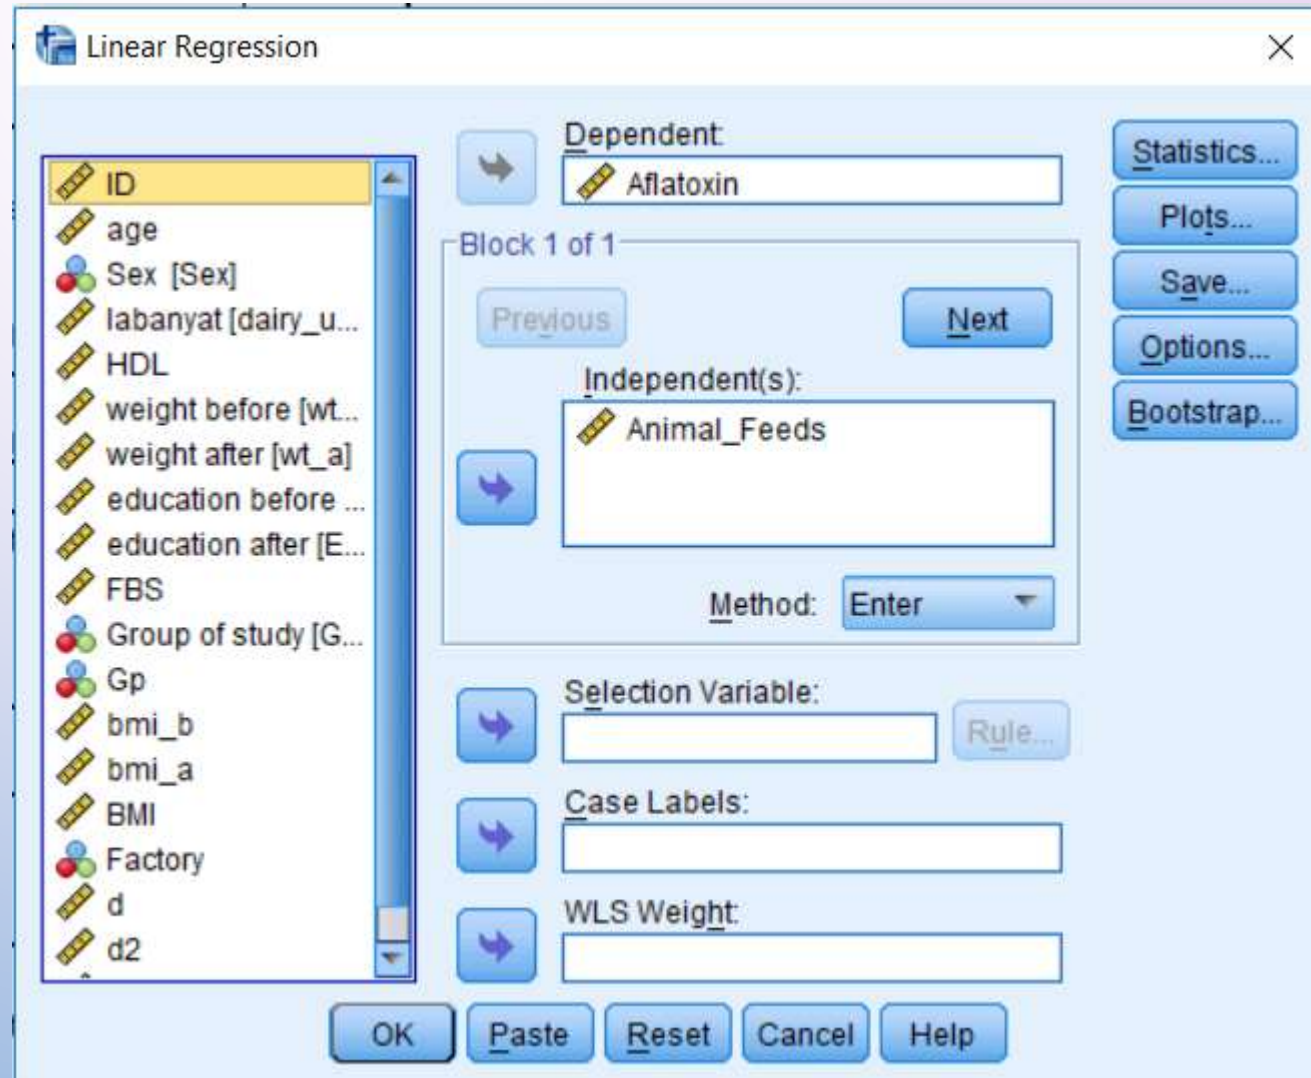 Linear Regression
ID
age
Sex [Sex]
labanyat [dairy_u...
HDL
weight before [wt...
weight after [wt_a]
education before ...
education after [E...
FBS
Group of study [G...
Gp
bmi_b
bmi_a
BMI
Factory
d
d2
Dependent:
Aflatoxin
Block 1 of 1
Previous
Next
Independent(s):
Animal_Feeds
Method: Enter
Selection Variable:
Rule...
Case Labels:
WLS Weight:
Statistics...
Plots...
Save...
Options...
Bootstrap...
OK Paste Reset Cancel Help